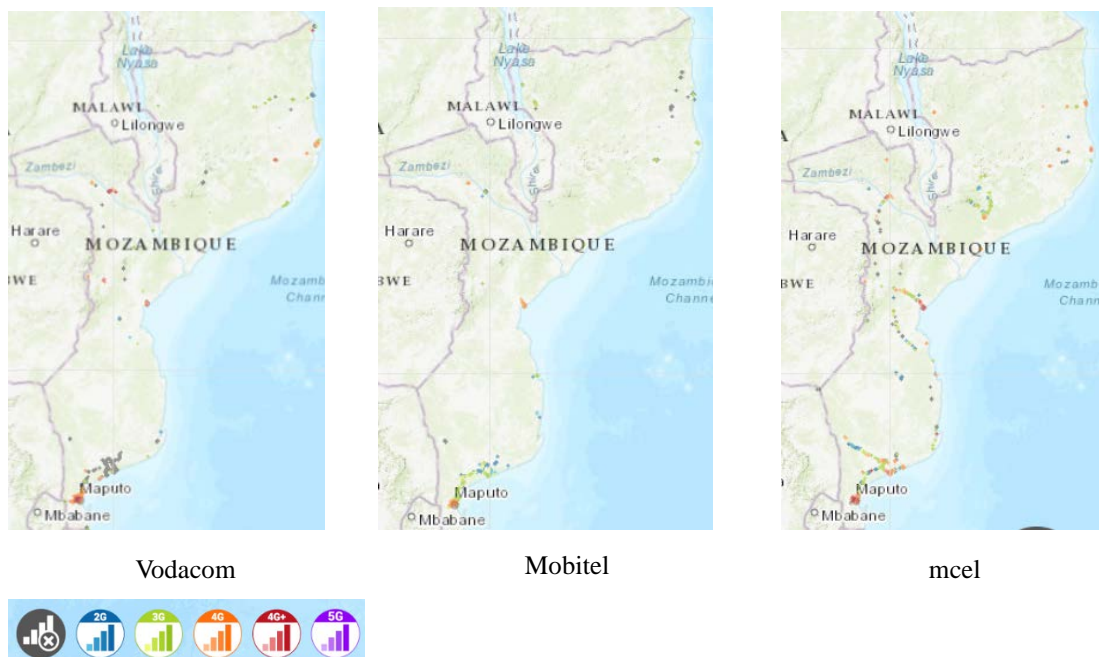 Lake
Nyasa
MALAWI
Lilongwe
Zambezi
Shire
Harare
MOZAMBIQUE
BWE
Mozamb
Chann
Maputo
Mbabane
Lake
Nyasa
MALAWI
Lilongwe
Zambezi
Shire
Harare
MOZAMBIQUE
BWE
Mozambi
Channe
Maputo
Mbabane
Lake
Nyasa
MALAWI
Lilongwe
Zambezi
Shire
Harare
MOZAMBIQUE
BWE
Mozamb
Chann
Maputo
Mbabane
Vodacom
Mobitel
mcel
2G 3G 4G 4G+ 5G